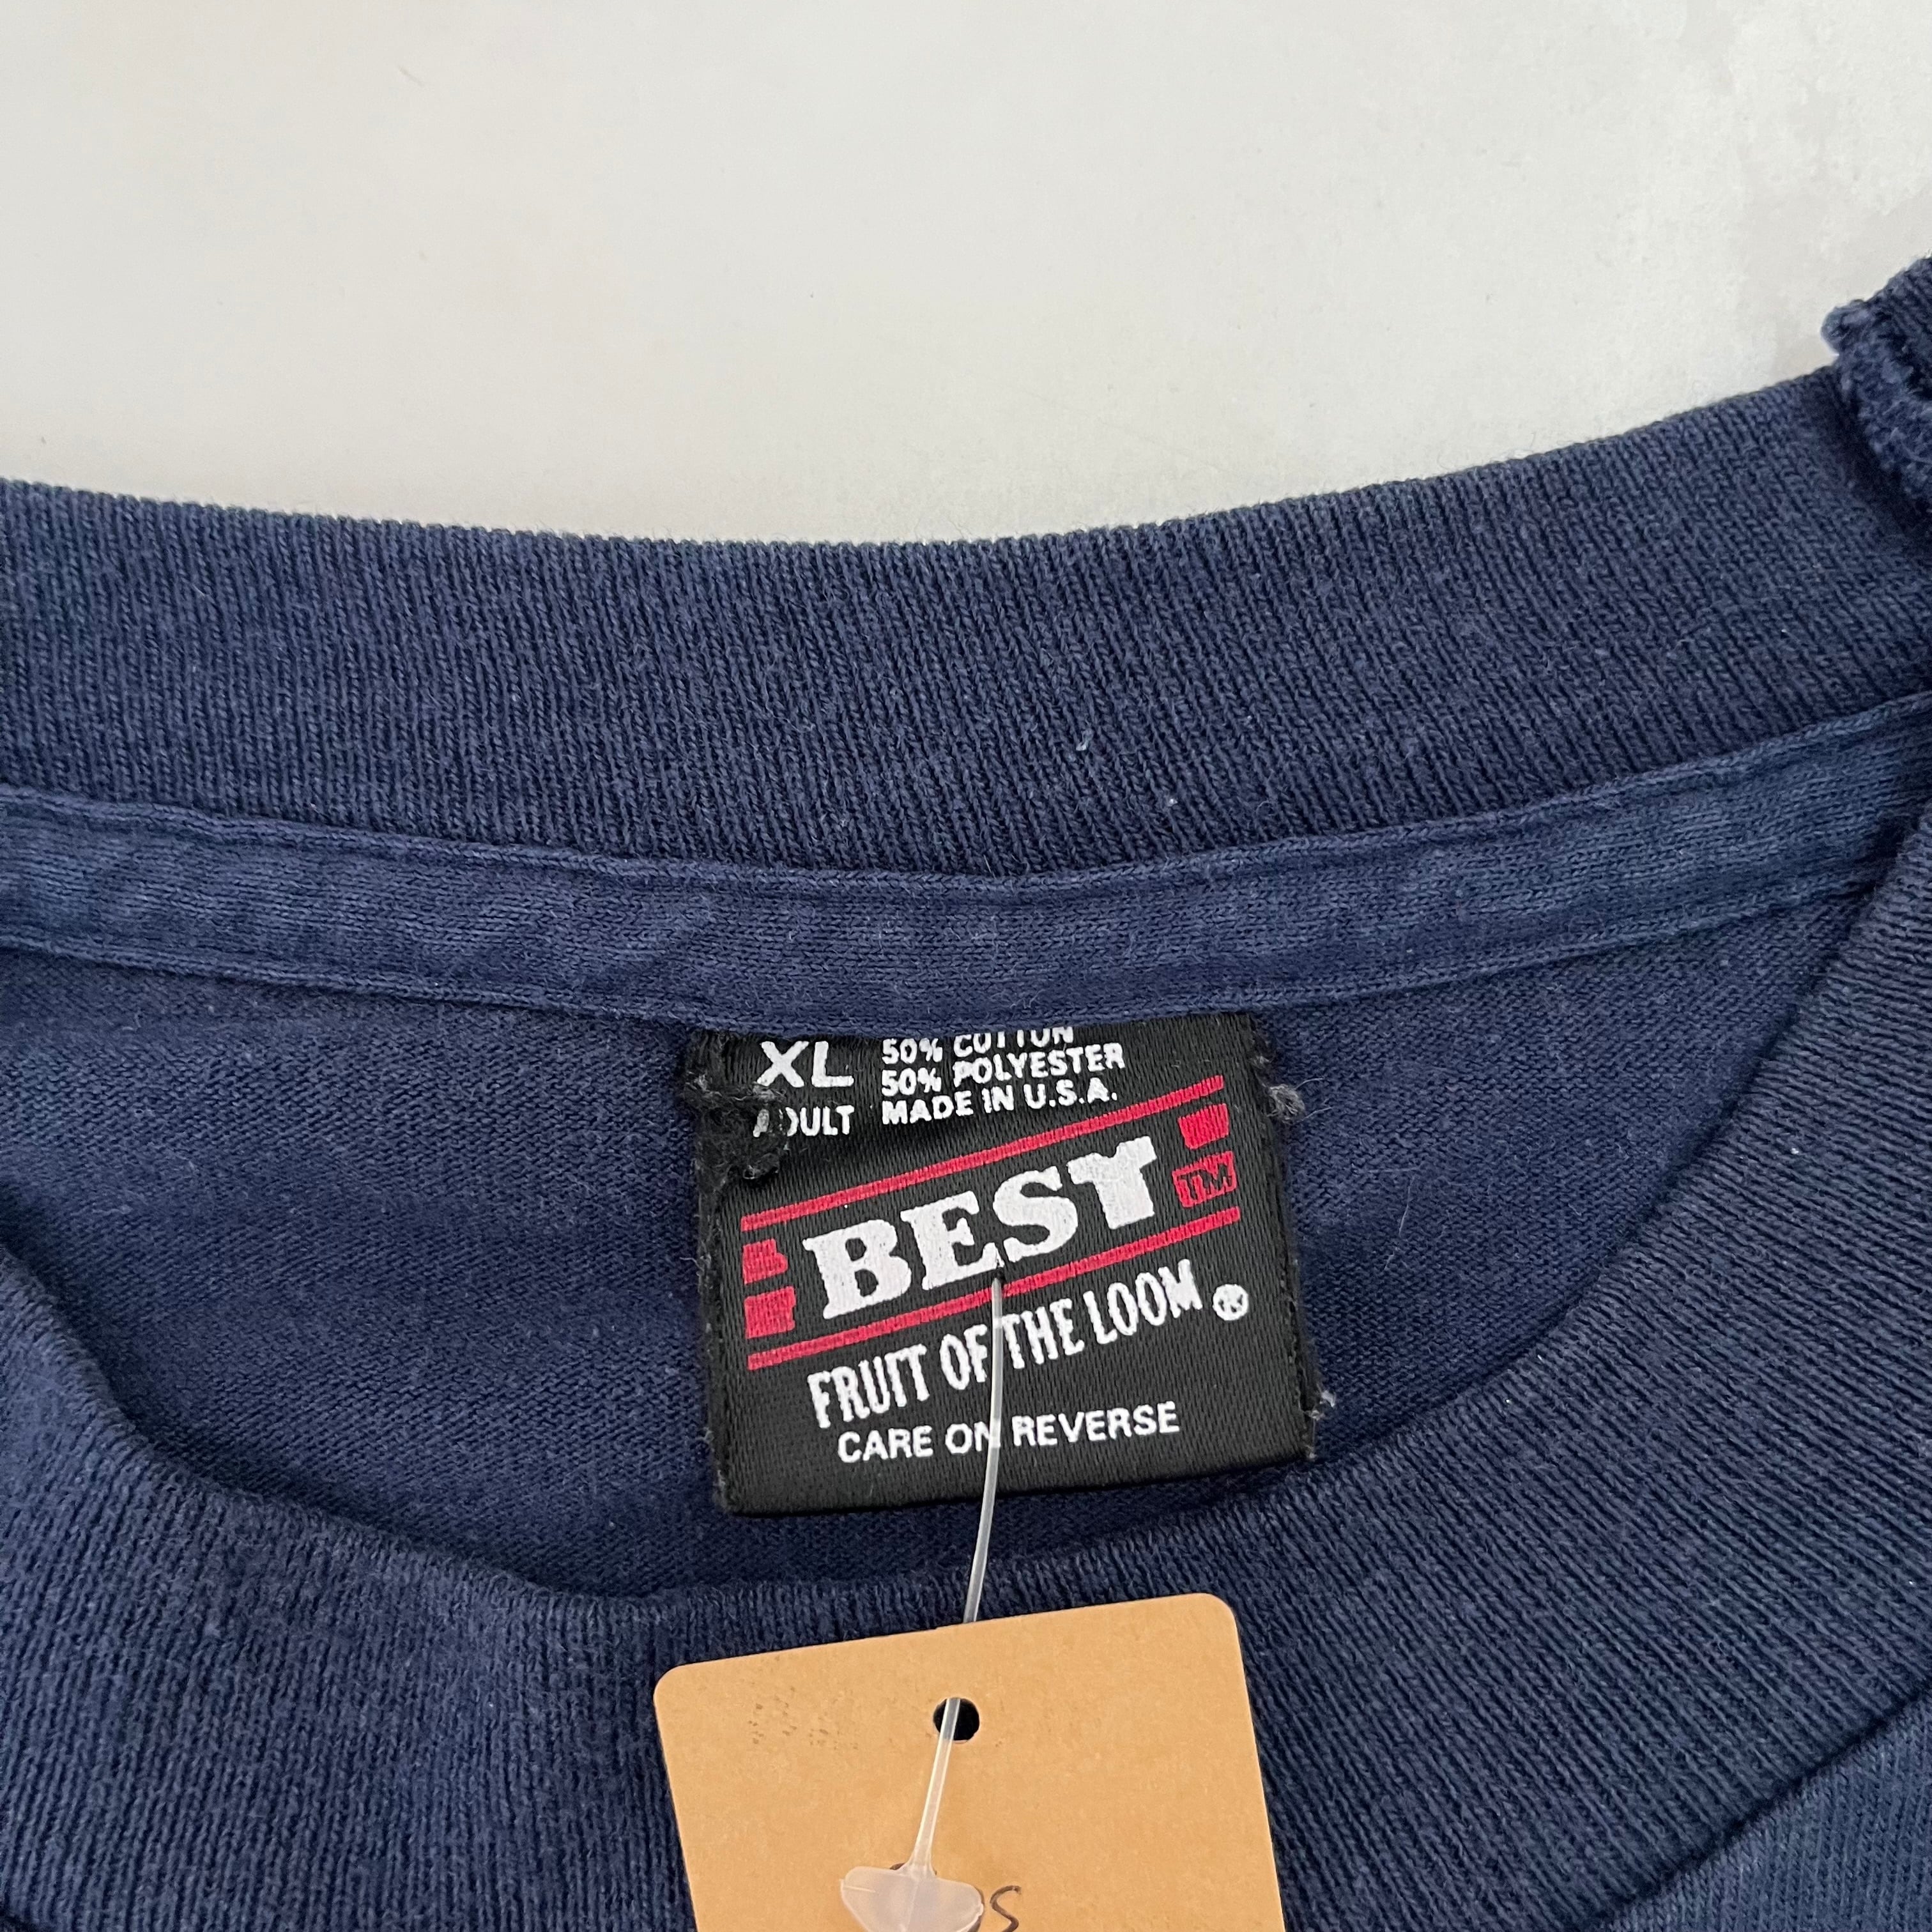 XL
ADULT
50% COTTON
50% POLYESTER
MADE IN U.S.A.
BEST TM
FRUIT OF THE LOOM ®
CARE ON REVERSE